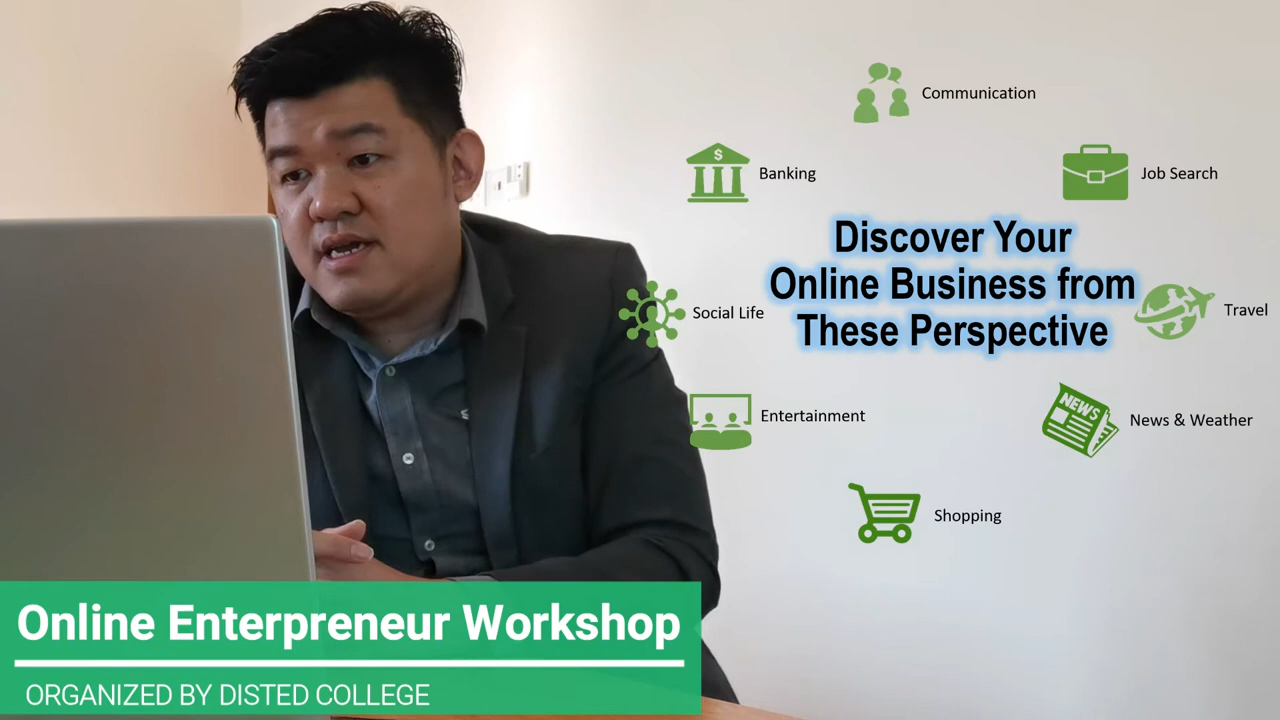 Communication
Banking
$
Job Search
Discover Your
Online Business from
These Perspective
Social Life
Travel
Entertainment
NEWS
News & Weather
Shopping
Online Enterpreneur Workshop
ORGANIZED BY DISTED COLLEGE